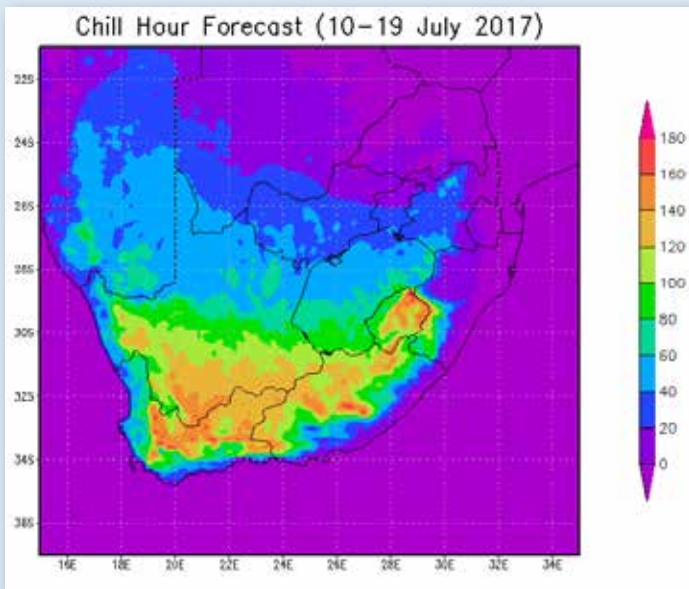 Chill Hour Forecast (10–19 July 2017)
22S
24S
26S
28S
30S
32S
34S
36S
16E 18E 20E 22E 24E 26E 28E 30E 32E 34E
180
160
140
120
100
80
60
40
20
0